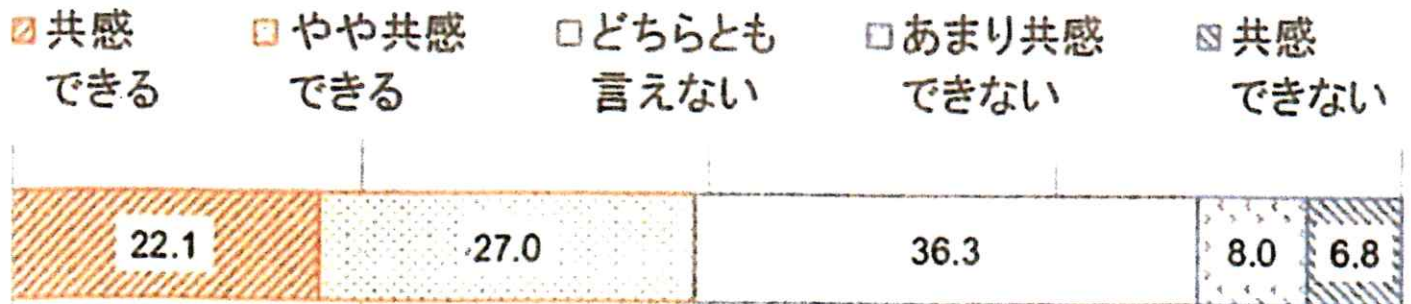 共感 やや共感 どちらとも あまり共感 共感
できる できる 言えない できない できない
22.1 27.0 36.3 8.0 6.8